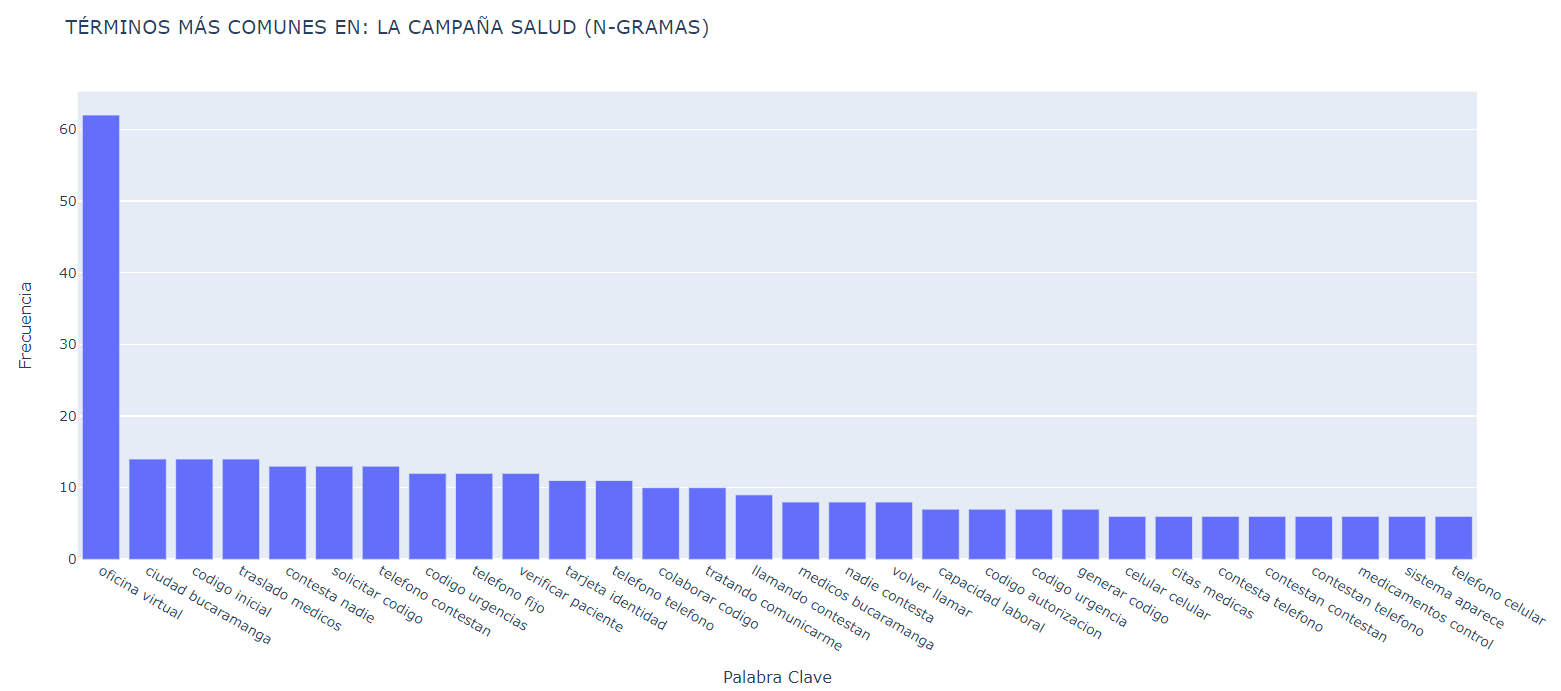 TÉRMINOS MÁS COMUNES EN: LA CAMPAÑA SALUD (N-GRAMAS)
Frecuencia
60
50
40
30
20
10
0
oficina virtual
ciudad bucaramanga
codigo inicial
traslado medicos
contesta nadie
solicitar codigo
telefono contestan
codigo urgencias
telefono fijo
verificar paciente
tarjeta identidad
telefono telefono
colaborar codigo
tratando comunicarme
llamando contestan
medicos bucaramanga
nadie contesta
volver llamar
capacidad laboral
codigo autorizacion
codigo urgencia
generar codigo
celular celular
citas medicas
contesta telefono
contestan contestan
contestan telefono
medicamentos control
sistema aparece
telefono celular
Palabra Clave